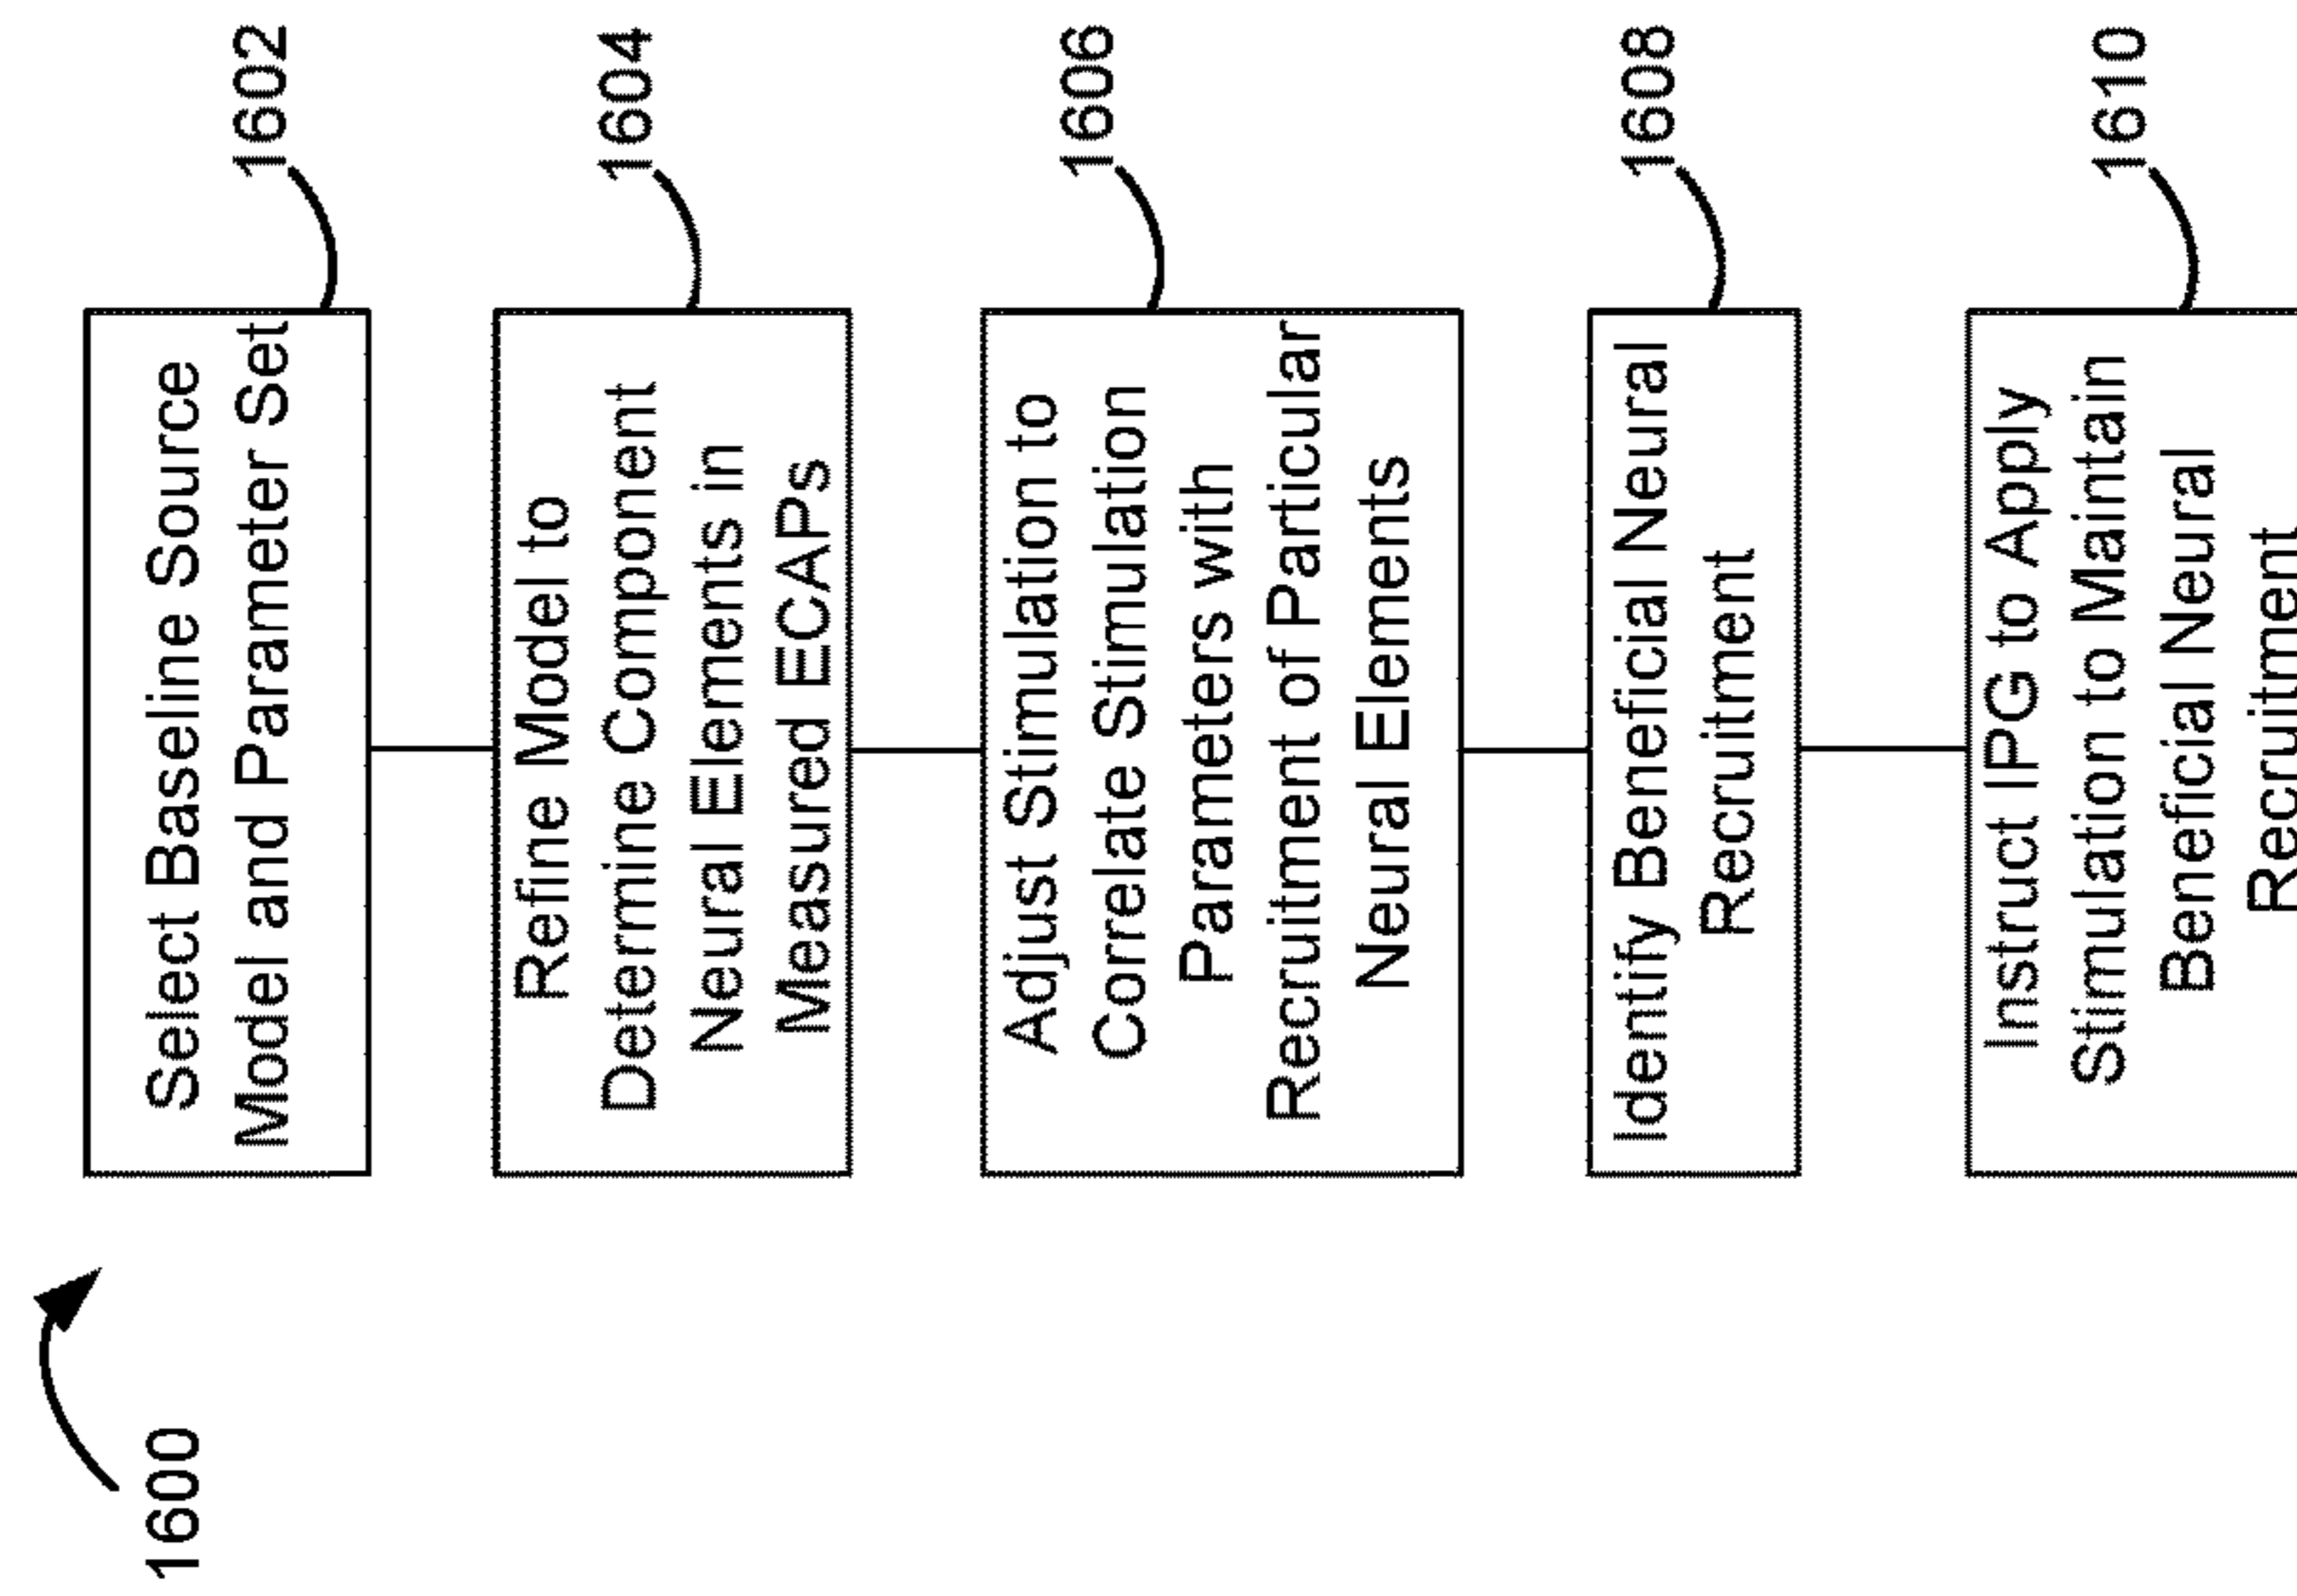 1600
Select Baseline Source
Model and Parameter Set
1602
Refine Model to
Determine Component
Neural Elements in
Measured ECAPs
1604
Adjust Stimulation to
Correlate Stimulation
Parameters with
Recruitment of Particular
Neural Elements
1606
Identify Beneficial Neural
Recruitment
1608
Instruct IPG to Apply
Stimulation to Maintain
Beneficial Neural
Recruitment
1610